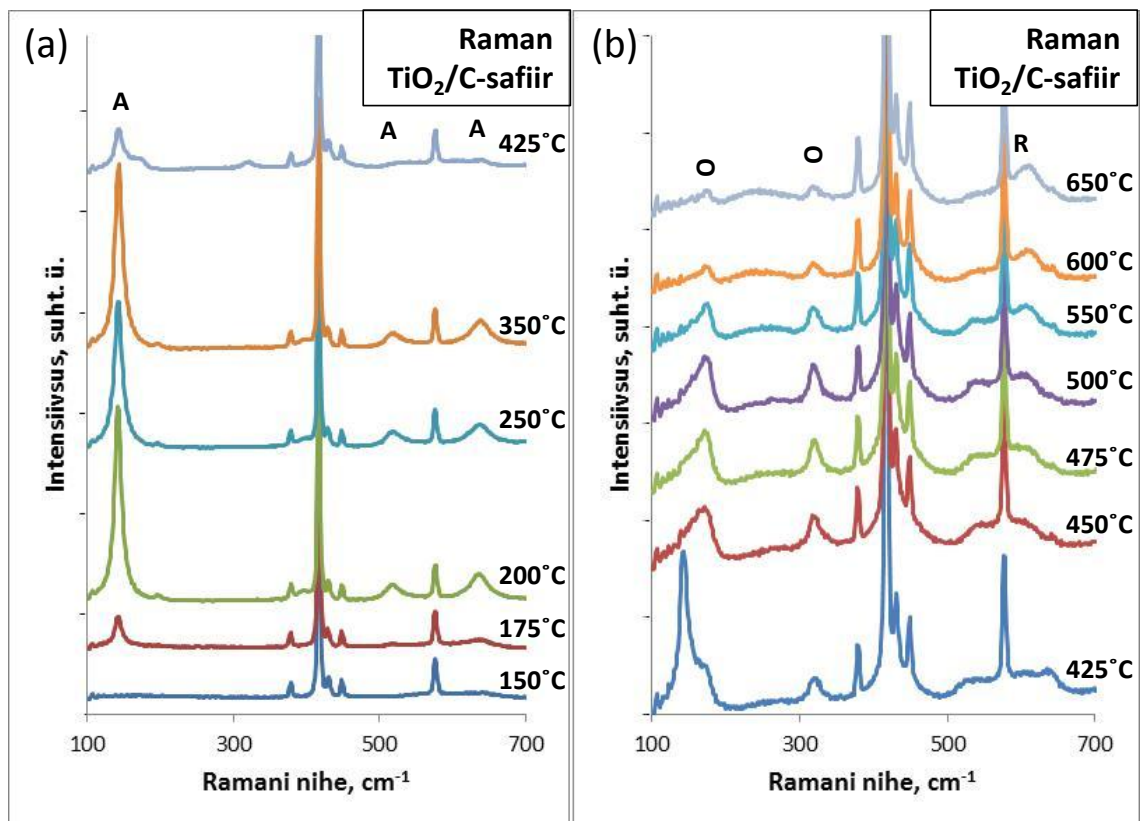 (a)
Raman
TiO₂/C-safiir
A
A
A
425˚C
350˚C
250˚C
200˚C
175˚C
150˚C
Intensiivsus, suht. ü.
100
300
500
700
Ramani nihe, cm⁻¹
(b)
Raman
TiO₂/C-safiir
O
O
R
650˚C
600˚C
550˚C
500˚C
475˚C
450˚C
425˚C
Intensiivsus, suht. ü.
100
300
500
700
Ramani nihe, cm⁻¹